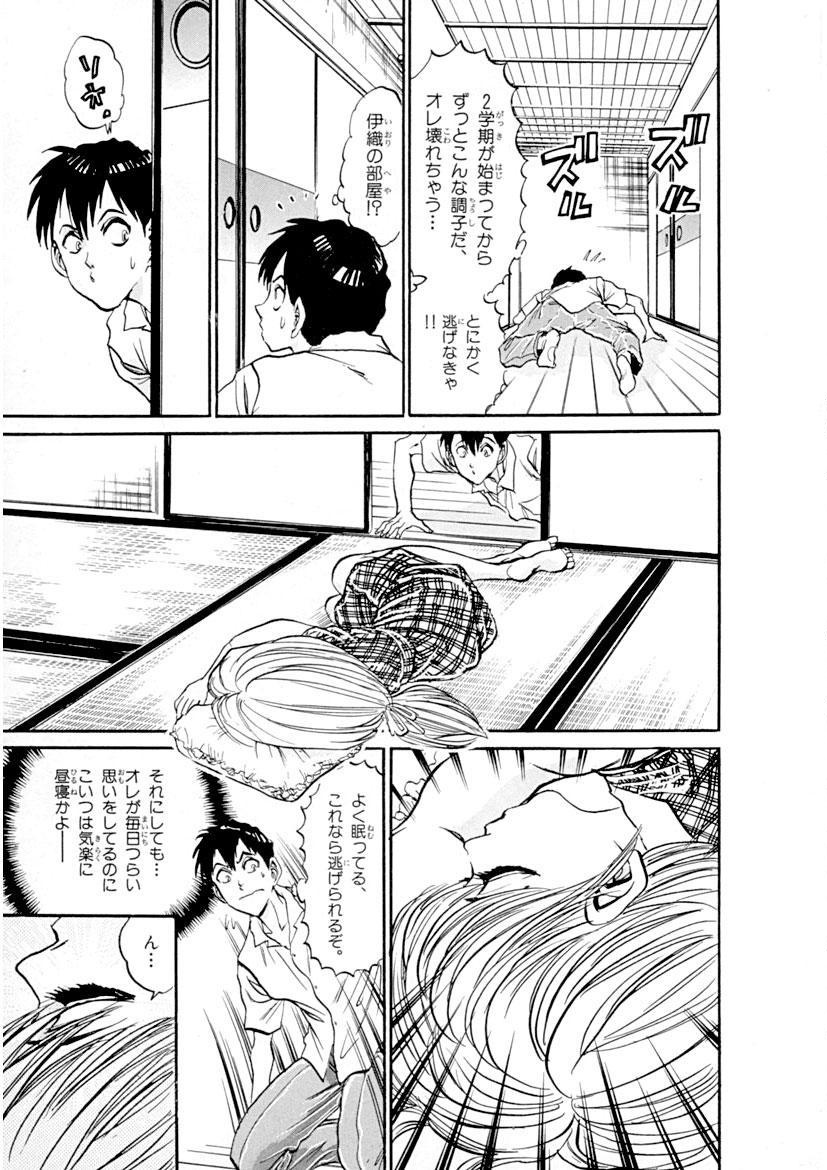 2学期が始まってから
ずっとこんな調子だ、
オレ壊れちゃう…
とにかく
逃げなきゃ
!!
ズル
ズル
伊織の部屋!?
ソォ。
よく眠ってる、
これなら逃げられるぞ。
それにしても…
オレが毎日つらい
思いをしてるのに
こいつは気楽に
昼寝かよ──
ん…